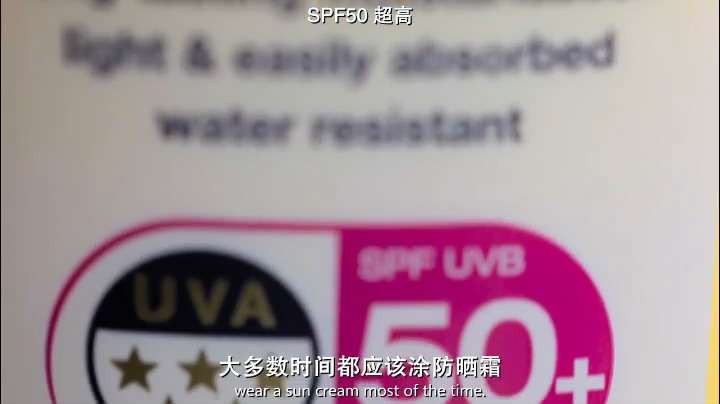 SPF50 超高
light & easily absorbed
water resistant
UVA
SPF UVB
50+
大多数时间都应该涂防晒霜
wear a sun cream most of the time.